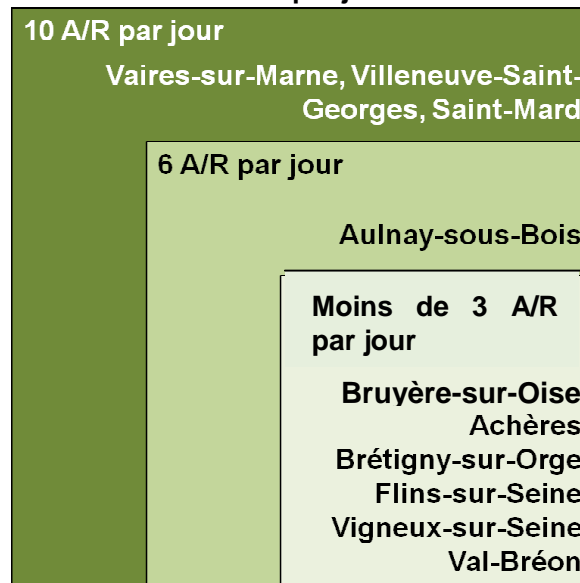 10 A/R par jour
Vaires-sur-Marne, Villeneuve-Saint-
Georges, Saint-Mard
6 A/R par jour
Aulnay-sous-Bois
Moins de 3 A/R
par jour
Bruyère-sur-Oise
Achères
Brétigny-sur-Orge
Flins-sur-Seine
Vigneux-sur-Seine
Val-Bréon